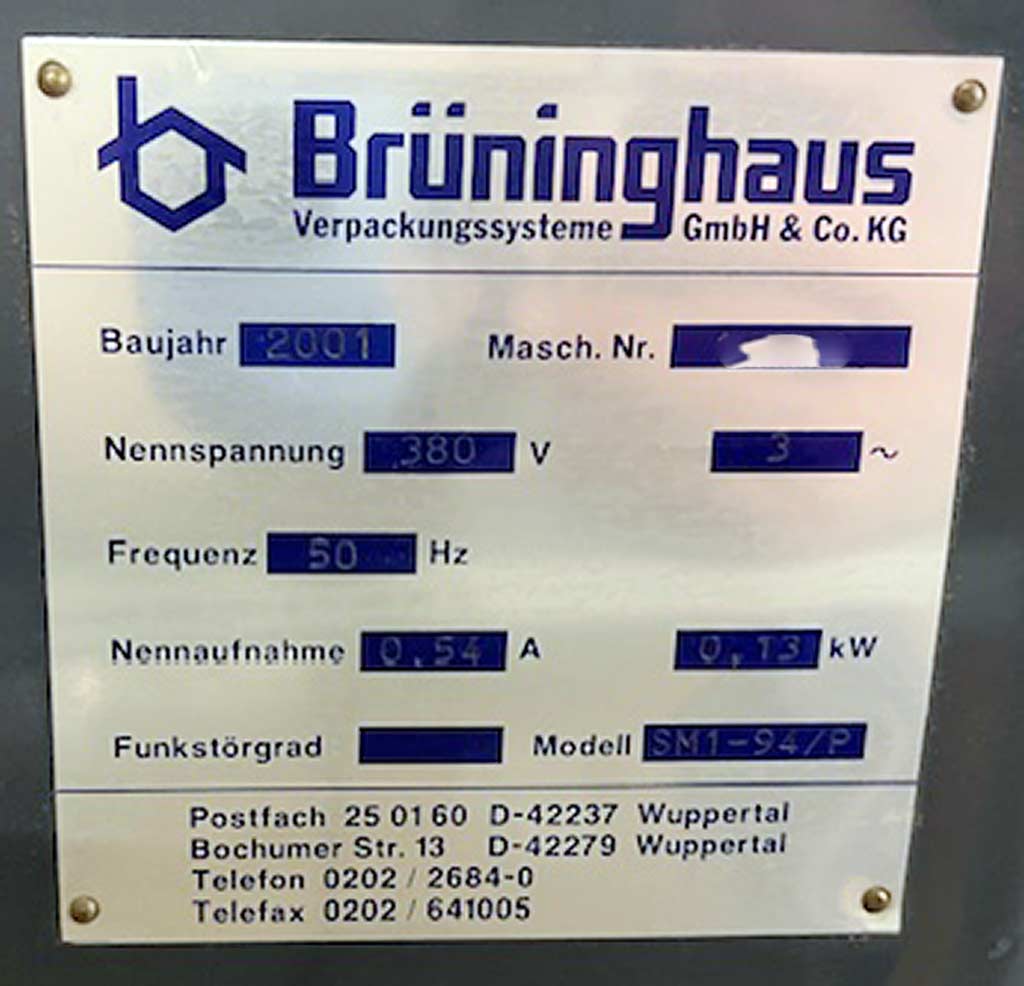 Brüninghaus
Verpackungssysteme GmbH & Co. KG
Baujahr 2001 Masch. Nr.
Nennspannung 380 V 3 ~
Frequenz 50 Hz
Nennaufnahme 0.54 A 0,13 kW
Funkstörgrad Modell SM1-94/P
Postfach 25 01 60 D-42237 Wuppertal
Bochumer Str. 13 D-42279 Wuppertal
Telefon 0202 / 2684-0
Telefax 0202 / 641005